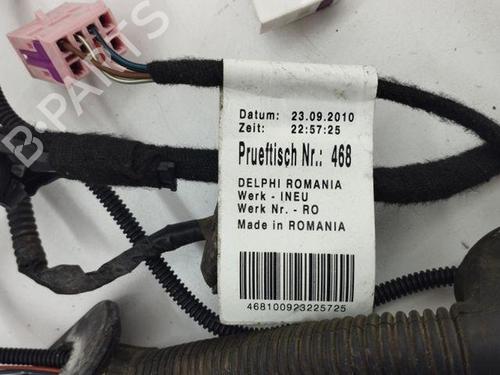 Datum: 23.09.2010
Zeit: 22:57:25
Prueftisch Nr.: 468
DELPHI ROMANIA
Werk - INEU
Werk Nr. - RO
Made in ROMANIA
468100923225725
B-PARTS